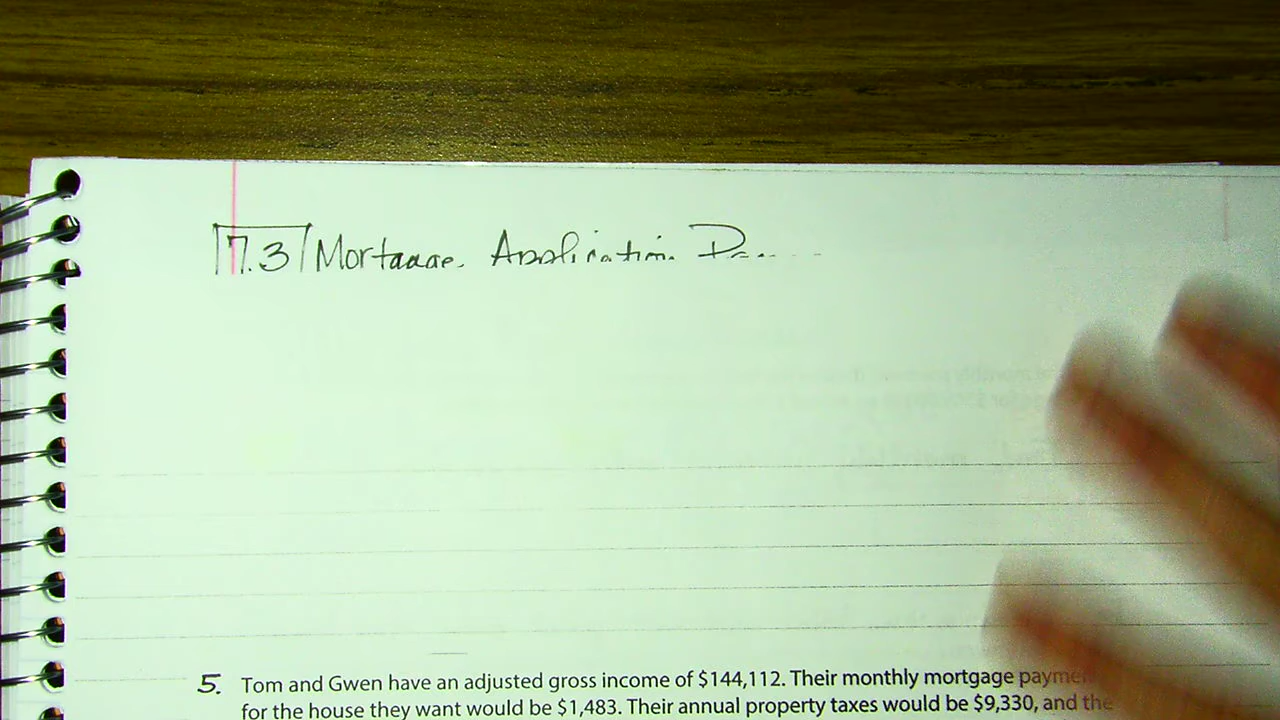 7.3 Mortgage Application
5. Tom and Gwen have an adjusted gross income of $144,112. Their monthly mortgage
for the house they want would be $1,483. Their annual property taxes would be $9,330, and the